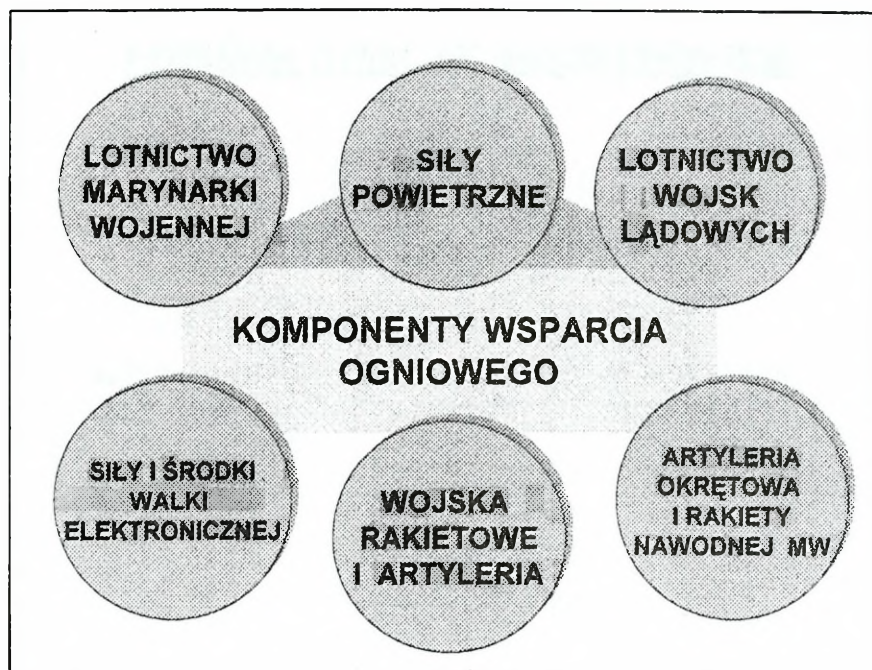 LOTNICTWO
MARYNARKI
WOJENNEJ
SIŁY
POWIETRZNE
LOTNICTWO
WOJSK
LĄDOWYCH
KOMPONENTY WSPARCIA
OGNIOWEGO
SIŁY I ŚRODKI
WALKI
ELEKTRONICZNEJ
WOJSKA
RAKIETOWE
I ARTYLERIA
ARTYLERIA
OKRĘTOWA
I RAKIETY
NAWODNEJ MW